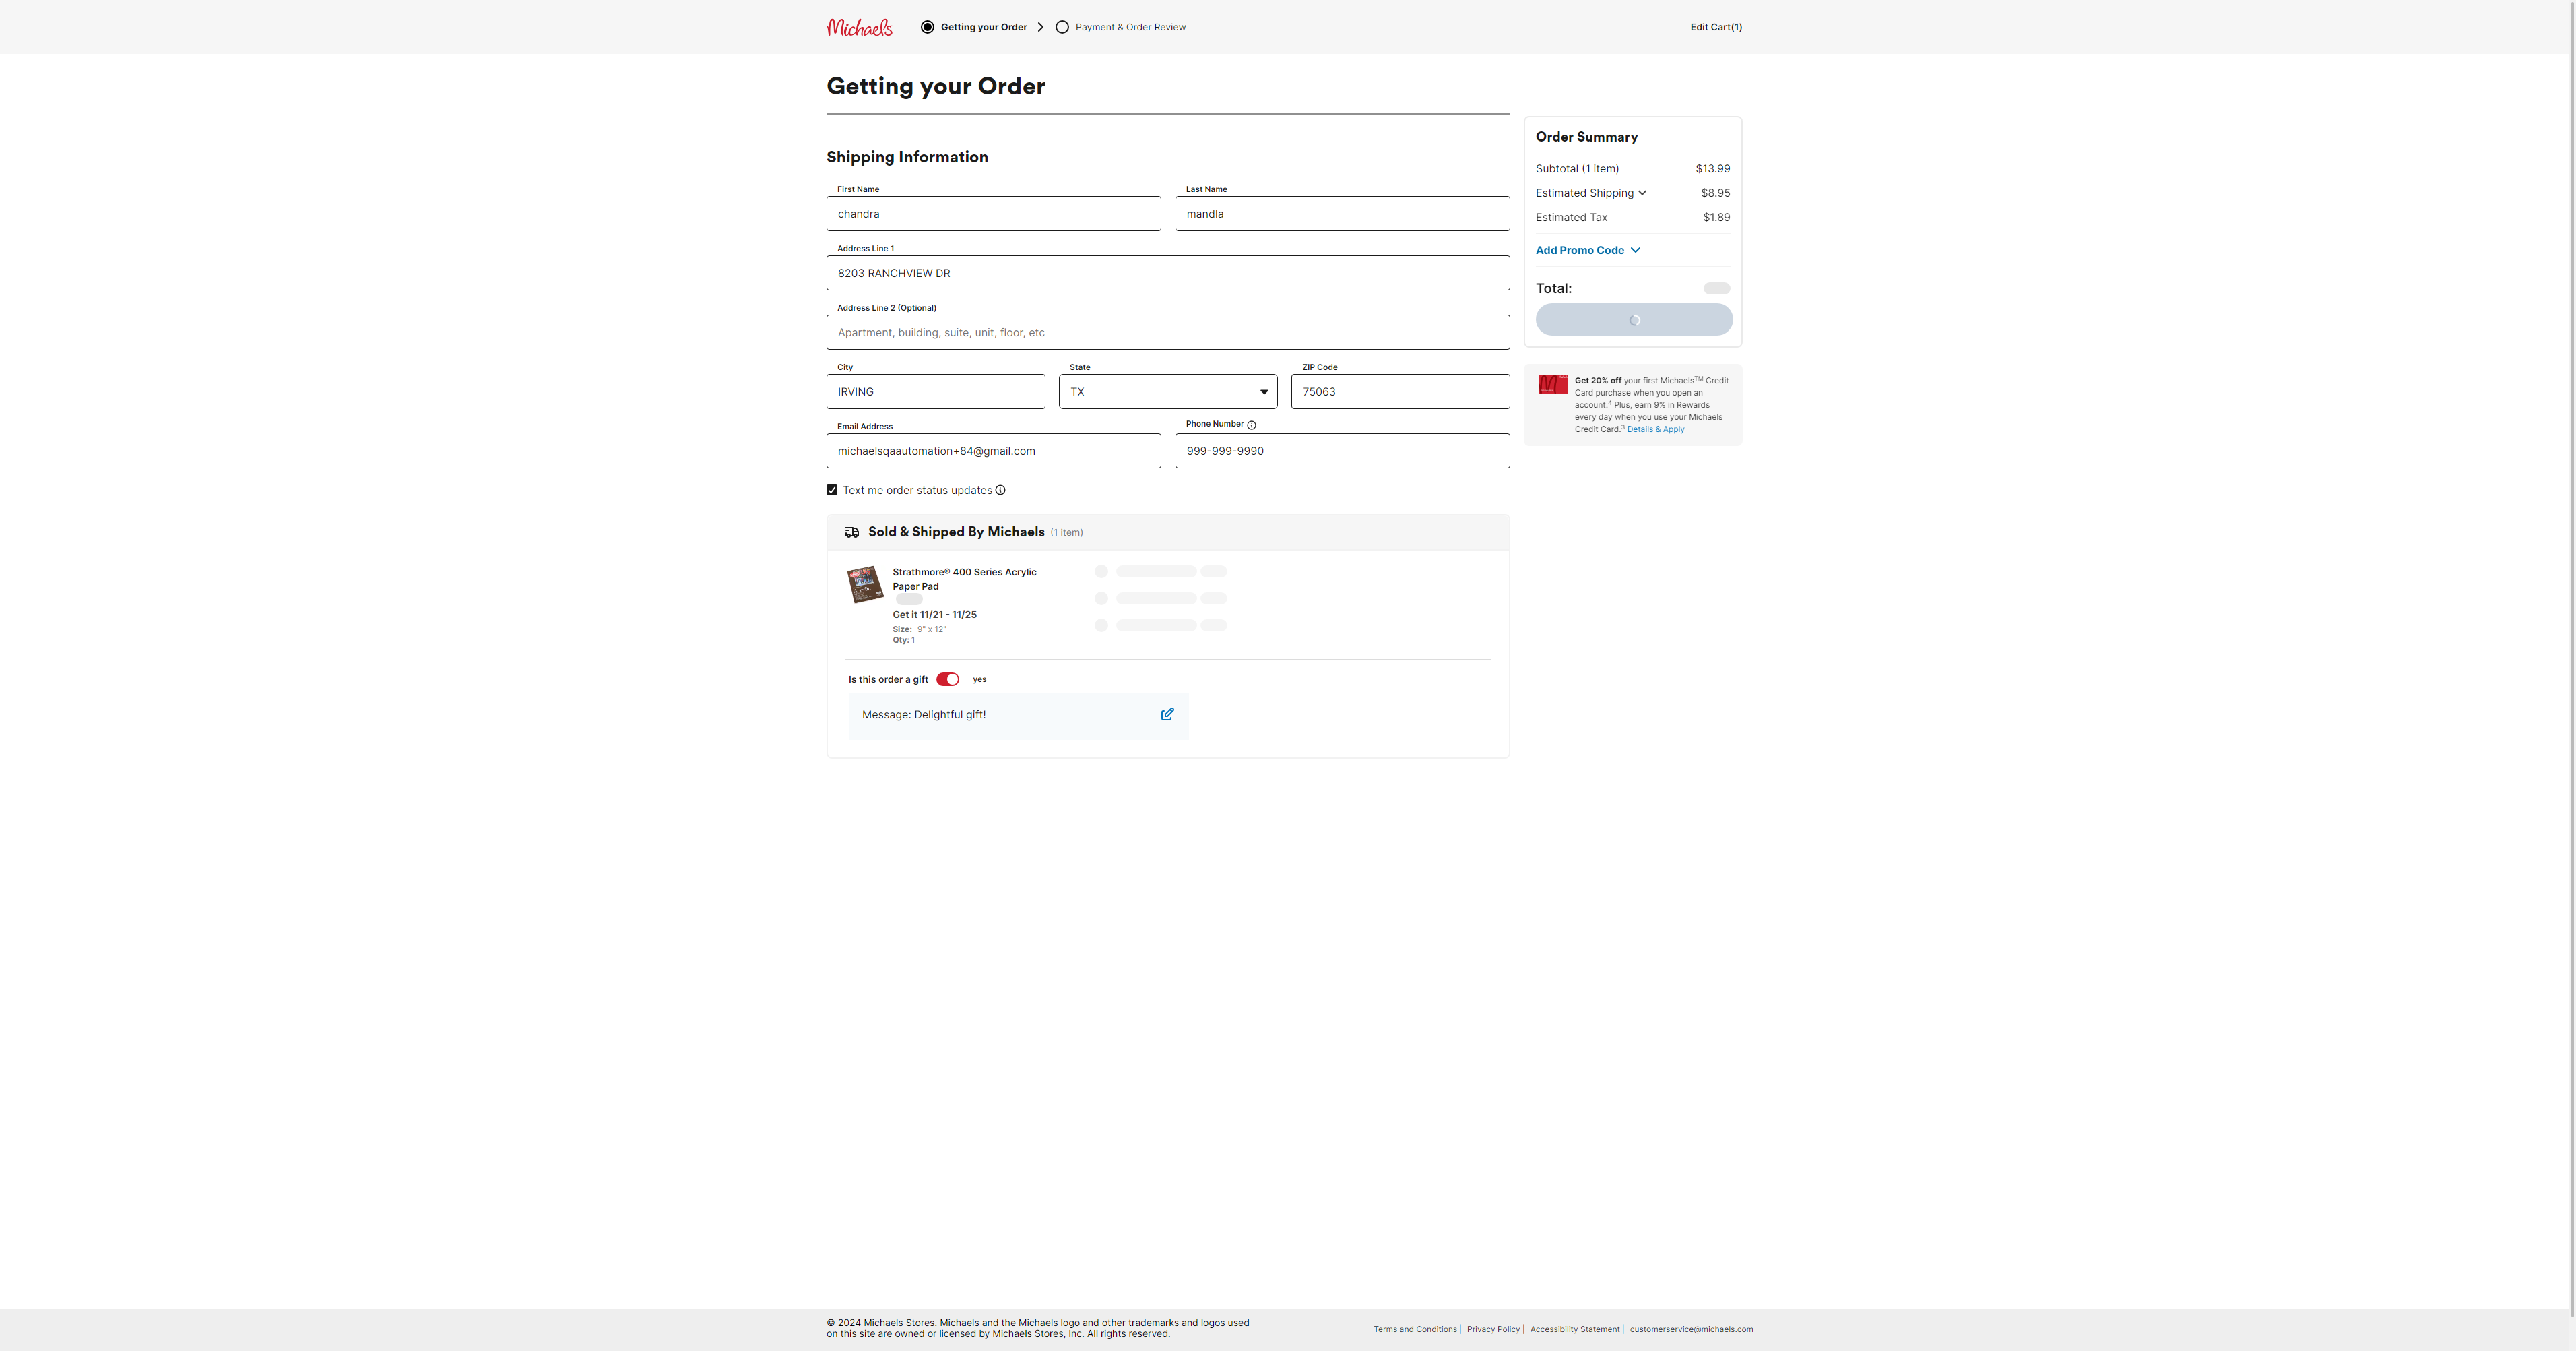 Michaels
Getting your Order
Payment & Order Review
Edit Cart(1)
Getting your Order
Shipping Information
First Name
Last Name
chandra
mandla
Address Line 1
8203 RANCHVIEW DR
Address Line 2 (Optional)
Apartment, building, suite, unit, floor, etc
City
State
ZIP Code
IRVING
TX
75063
Email Address
Phone Number
michaelsqaautomation+84@gmail.com
999-999-9990
Text me order status updates
Sold & Shipped By Michaels (1 item)
Strathmore® 400 Series Acrylic
Paper Pad
Get it 11/21 - 11/25
Size: 9" x 12"
Qty: 1
Is this order a gift
yes
Message: Delightful gift!
Order Summary
Subtotal (1 item) $13.99
Estimated Shipping $8.95
Estimated Tax $1.89
Add Promo Code
Total:
Get 20% off your first Michaels™ Credit
Card purchase when you open an
account.⁴ Plus, earn 9% in Rewards
every day when you use your Michaels
Credit Card.³ Details & Apply
© 2024 Michaels Stores. Michaels and the Michaels logo and other trademarks and logos used
on this site are owned or licensed by Michaels Stores, Inc. All rights reserved.
Terms and Conditions | Privacy Policy | Accessibility Statement | customerservice@michaels.com